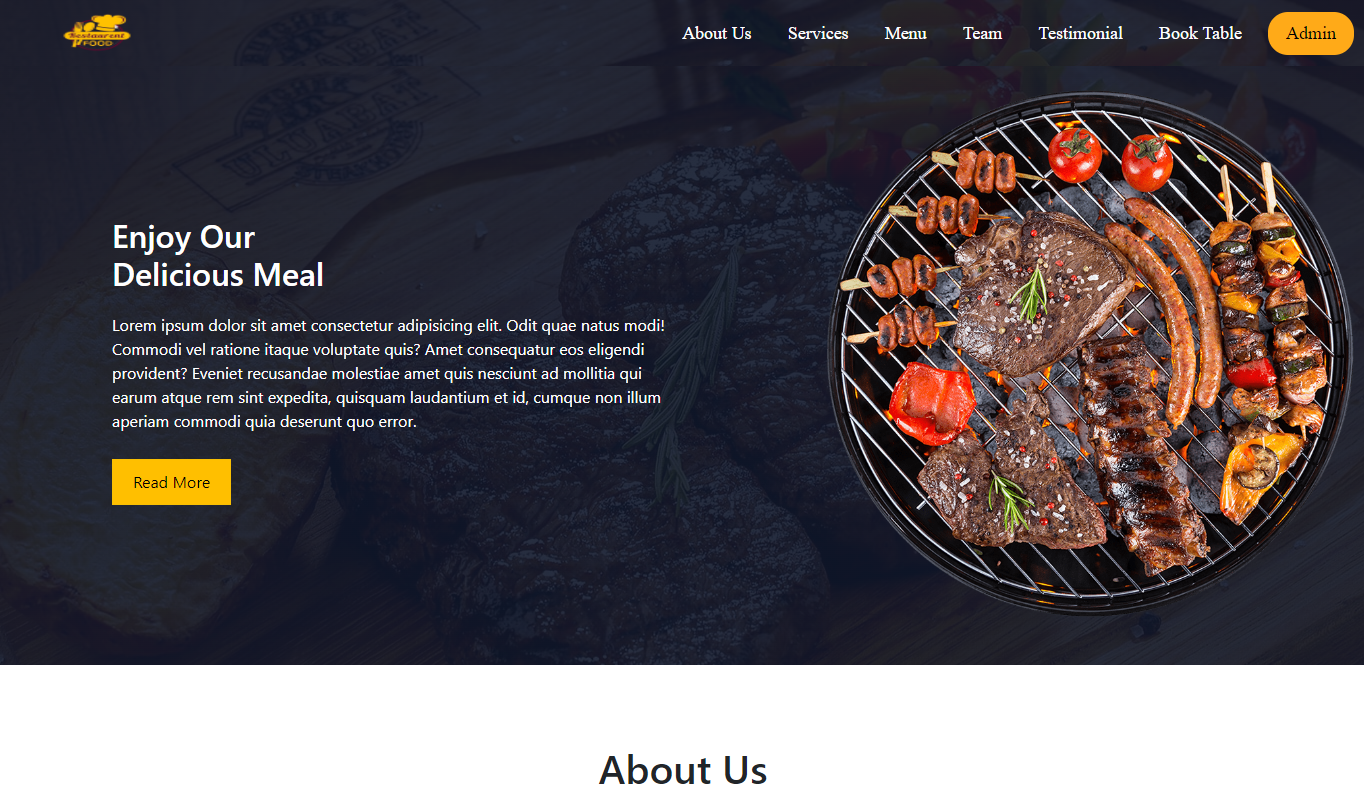 Restaurent
FOOD
About Us
Services
Menu
Team
Testimonial
Book Table
Admin
Enjoy Our
Delicious Meal
Lorem ipsum dolor sit amet consectetur adipisicing elit. Odit quae natus modi!
Commodi vel ratione itaque voluptate quis? Amet consequatur eos eligendi
provident? Eveniet recusandae molestiae amet quis nesciunt ad mollitia qui
earum atque rem sint expedita, quisquam laudantium et id, cumque non illum
aperiam commodi quia deserunt quo error.
Read More
About Us